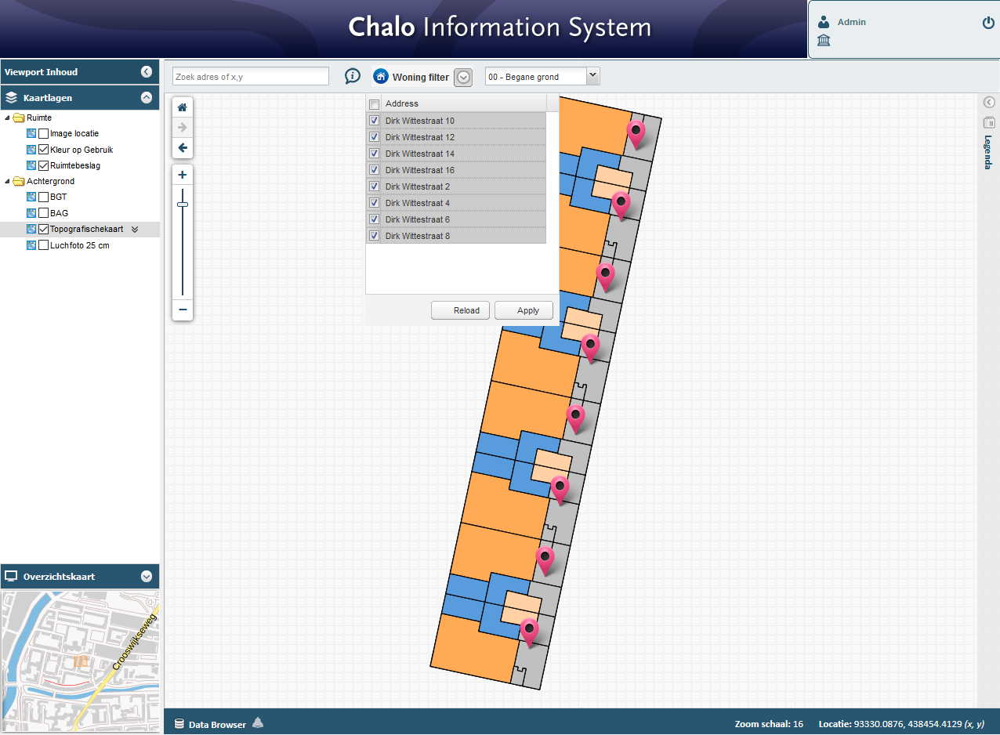 Chalo Information System
Admin
Viewport Inhoud
Zoek adres of x,y
Woning filter
00 - Begane grond
Kaartlagen
Ruimte
Image locatie
Kleur op Gebruik
Ruimtebeslag
Achtergrond
BGT
BAG
Topografischekaart
Luchfoto 25 cm
Address
Dirk Wittestraat 10
Dirk Wittestraat 12
Dirk Wittestraat 14
Dirk Wittestraat 16
Dirk Wittestraat 2
Dirk Wittestraat 4
Dirk Wittestraat 6
Dirk Wittestraat 8
Reload
Apply
Legenda
Overzichtskaart
Crooswijkseweg
Data Browser
Zoom schaal: 16
Locatie: 93330.0876, 438454.4129 (x, y)